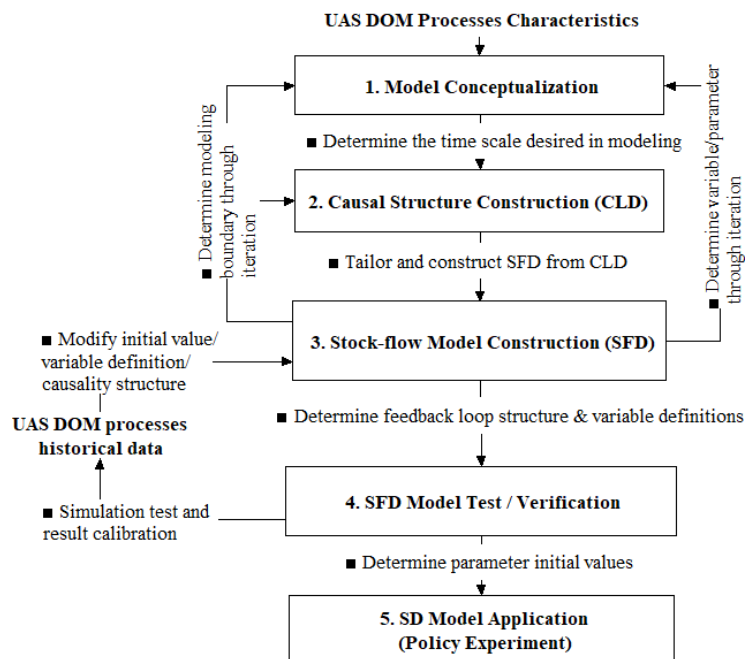 UAS DOM Processes Characteristics
1. Model Conceptualization
■ Determine the time scale desired in modeling
■ Determine modeling
boundary through
iteration
■ Determine variable/parameter
through iteration
2. Causal Structure Construction (CLD)
■ Tailor and construct SFD from CLD
3. Stock-flow Model Construction (SFD)
■ Modify initial value/
variable definition/
causality structure
■ Determine feedback loop structure & variable definitions
UAS DOM processes
historical data
4. SFD Model Test / Verification
■ Simulation test and
result calibration
■ Determine parameter initial values
5. SD Model Application
(Policy Experiment)